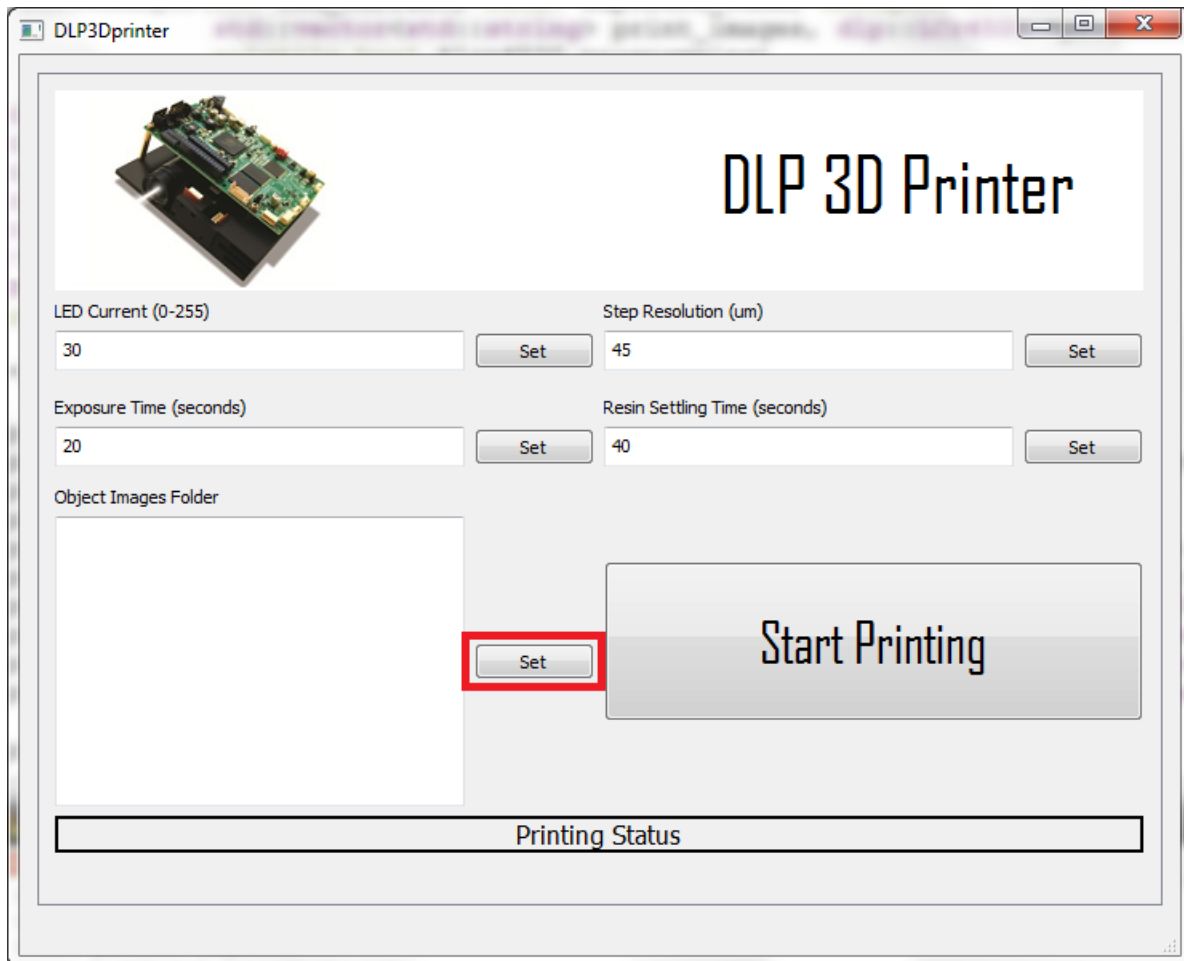 DLP3Dprinter
DLP 3D Printer
LED Current (0-255)
Step Resolution (um)
30
Set
45
Set
Exposure Time (seconds)
Resin Settling Time (seconds)
20
Set
40
Set
Object Images Folder
Set
Start Printing
Printing Status